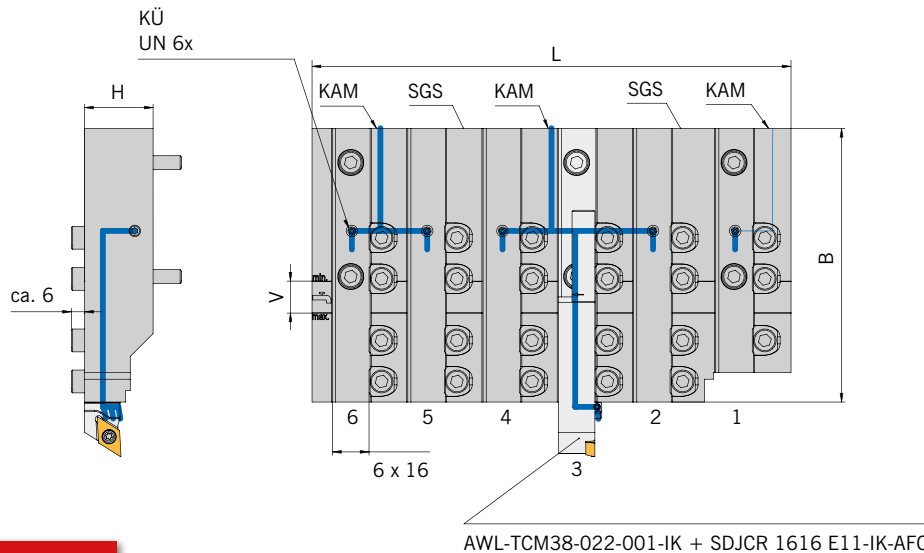 KÜ
UN 6x
L
H
KAM
SGS
KAM
SGS
KAM
B
min.
V
max.
ca. 6
6
5
4
3
2
1
6 x 16
AWL-TCM38-022-001-IK + SDJCR 1616 E11-IK-AFC